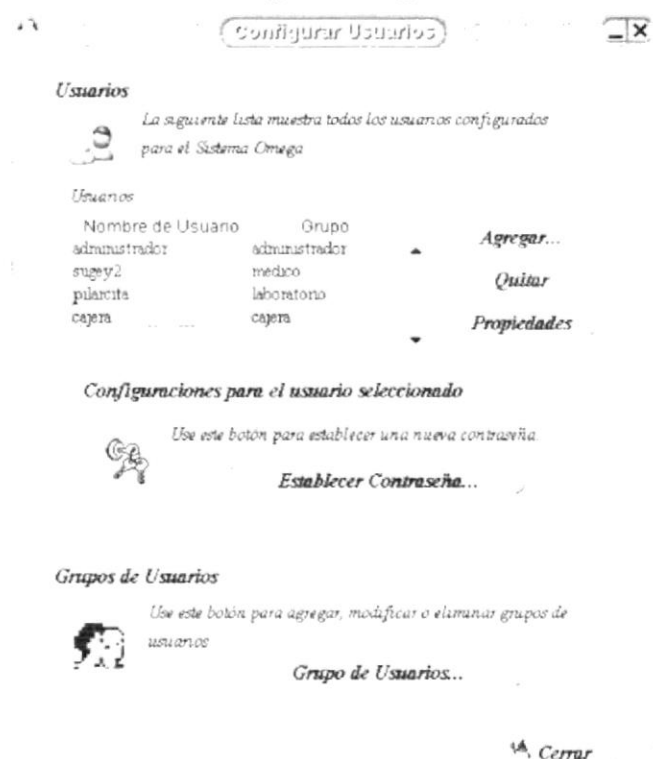 Configurar Usuarios
Usuarios
La siguiente lista muestra todos los usuarios configurados
para el Sistema Omega
Usuarios
Nombre de Usuario Grupo
administrador administrador
sugey2 medico
pilarcita laboratorio
cajera cajera
Agregar...
Quitar
Propiedades
Configuraciones para el usuario seleccionado
Use este botón para establecer una nueva contraseña.
Establecer Contraseña...
Grupos de Usuarios
Use este botón para agregar, modificar o eliminar grupos de
usuarios
Grupo de Usuarios...
Cerrar